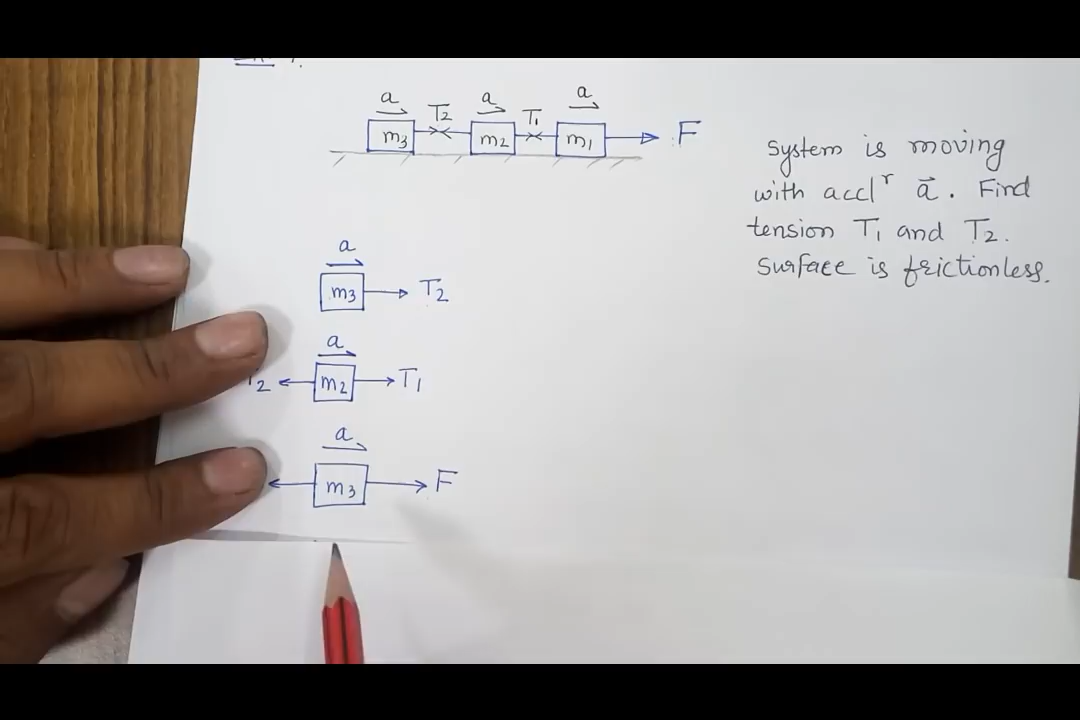 a T2 a T1 a
m3 m2 m1 F
System is moving
with acclʳ a⃗. Find
tension T1 and T2.
Surface is frictionless.
a
m3 T2
a
2 m2 T1
a
m3 F